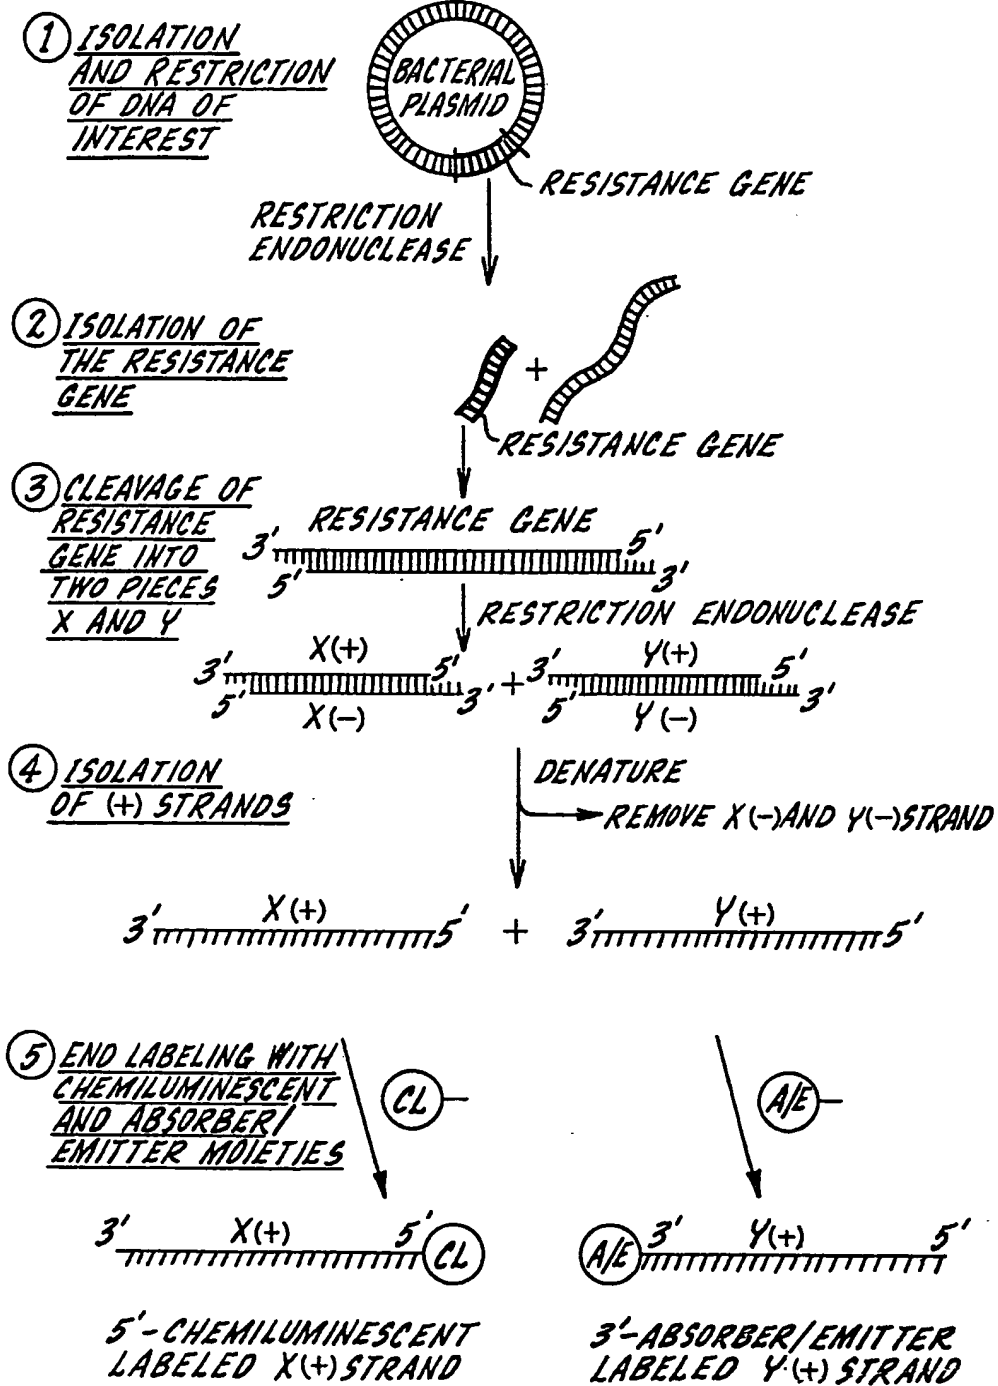 1 ISOLATION
AND RESTRICTION
OF DNA OF
INTEREST
BACTERIAL
PLASMID
RESISTANCE GENE
RESTRICTION
ENDONUCLEASE
2 ISOLATION OF
THE RESISTANCE
GENE
+
RESISTANCE GENE
3 CLEAVAGE OF
RESISTANCE
GENE INTO
TWO PIECES
X AND Y
RESISTANCE GENE
3' 5'
5' 3'
RESTRICTION ENDONUCLEASE
X(+) Y(+)
3' 5' + 3' 5'
5' 3' 5' 3'
X(-) Y(-)
4 ISOLATION
OF (+) STRANDS
DENATURE
REMOVE X(-)AND Y(-)STRAND
X(+) Y(+)
3' 5' + 3' 5'
5 END LABELING WITH
CHEMILUMINESCENT
AND ABSORBER/
EMITTER MOIETIES
CL
A/E
3' X(+) 5' CL
A/E 3' Y(+) 5'
5'-CHEMILUMINESCENT
LABELED X(+) STRAND
3'-ABSORBER/EMITTER
LABELED Y(+) STRAND